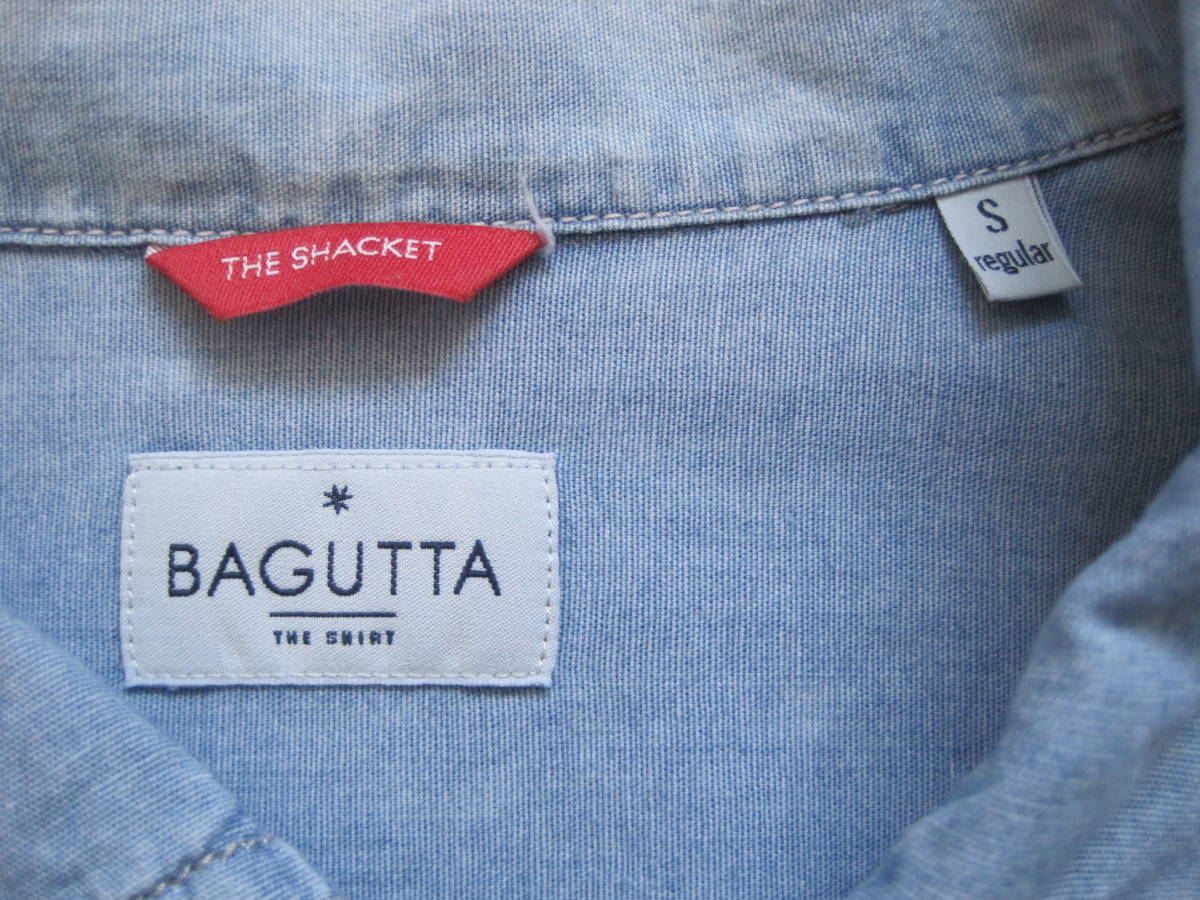 THE SHACKET
S
regular
BAGUTTA
THE SHIRT